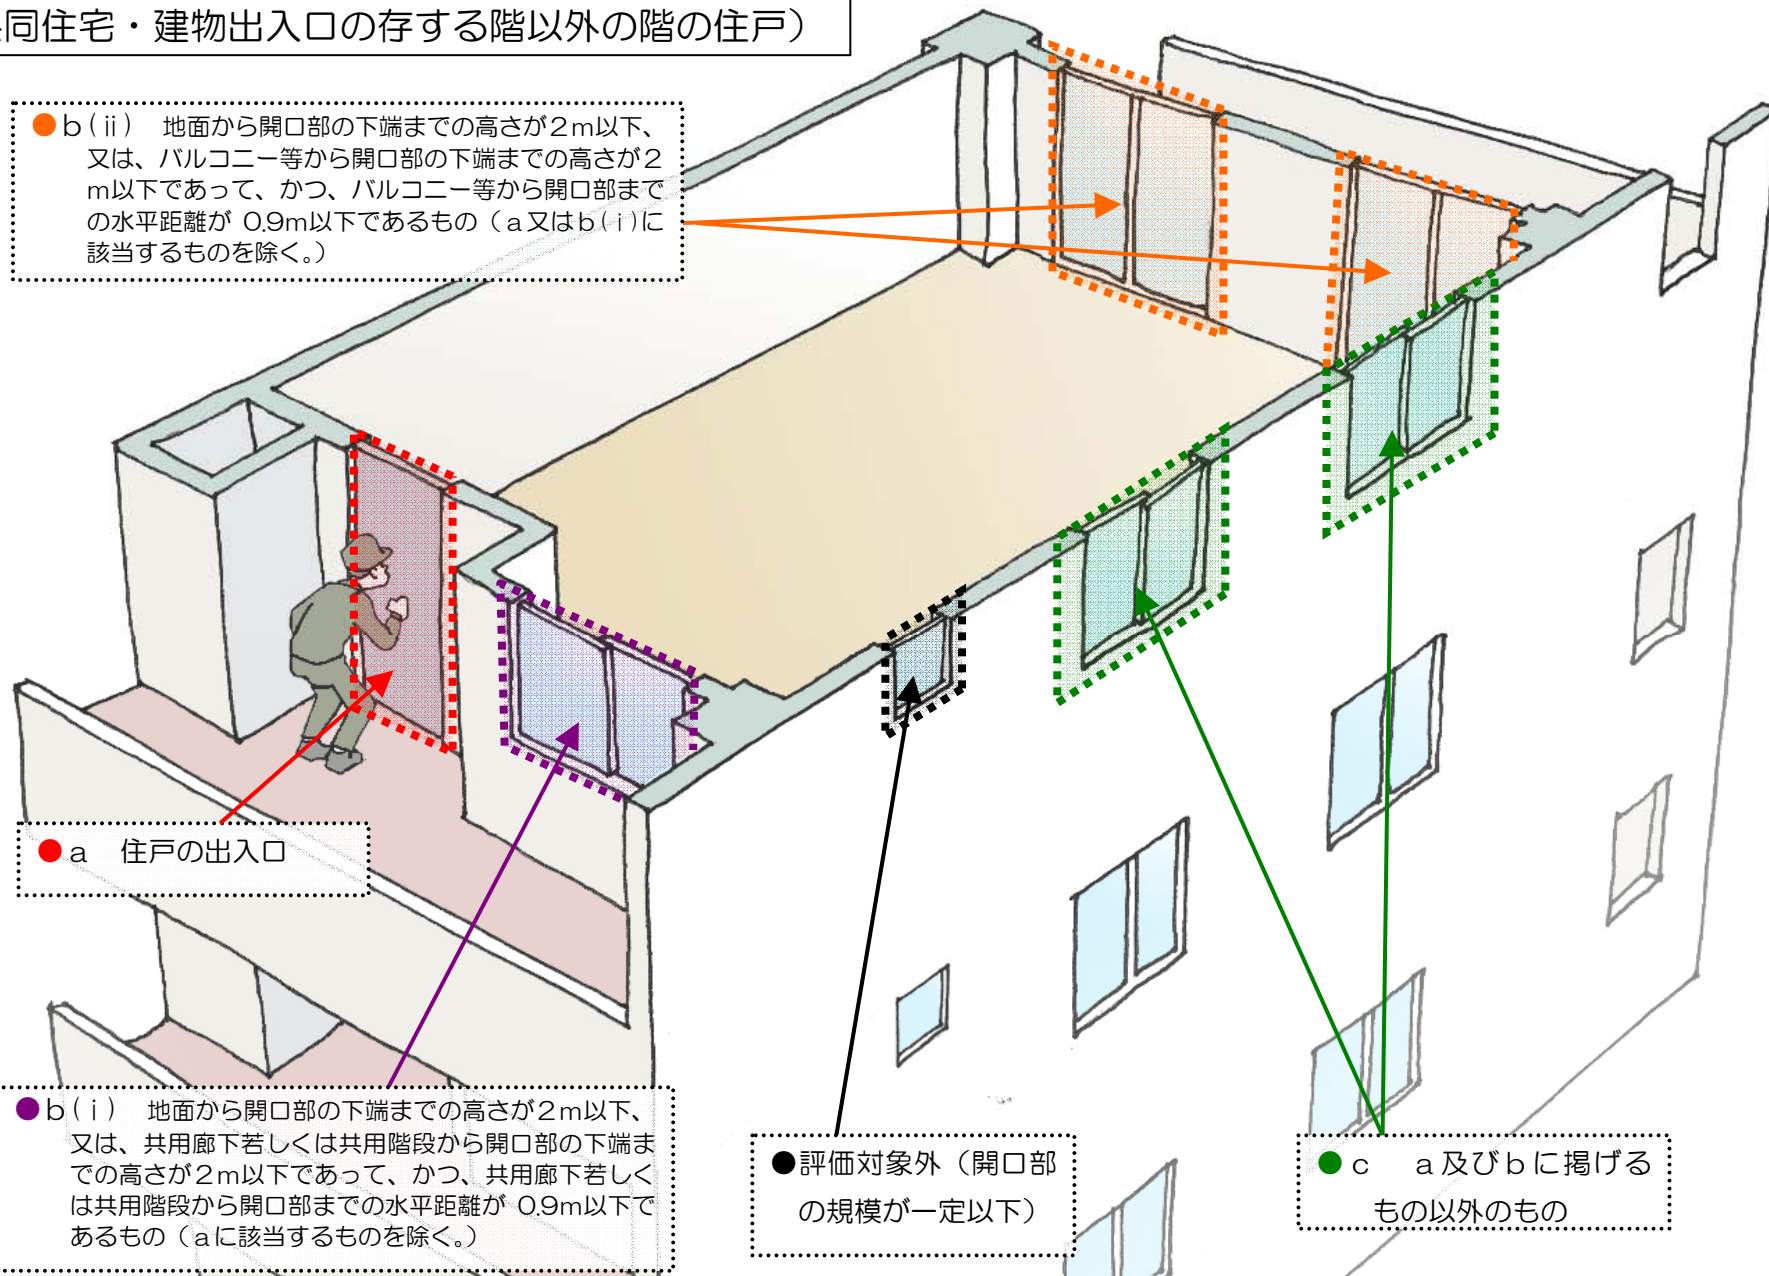 同住宅・建物出入口の存する階以外の階の住戸）
●ｂ(ⅱ)　地面から開口部の下端までの高さが２ｍ以下、
又は、バルコニー等から開口部の下端までの高さが２
ｍ以下であって、かつ、バルコニー等から開口部まで
の水平距離が 0.9ｍ以下であるもの（ａ又はｂ(ⅰ)に
該当するものを除く。）
●ａ　住戸の出入口
●ｂ(ⅰ)　地面から開口部の下端までの高さが２ｍ以下、
又は、共用廊下若しくは共用階段から開口部の下端ま
での高さが２ｍ以下であって、かつ、共用廊下若しく
は共用階段から開口部までの水平距離が 0.9ｍ以下で
あるもの（ａに該当するものを除く。）
●評価対象外（開口部
の規模が一定以下）
●ｃ　ａ及びｂに掲げる
もの以外のもの